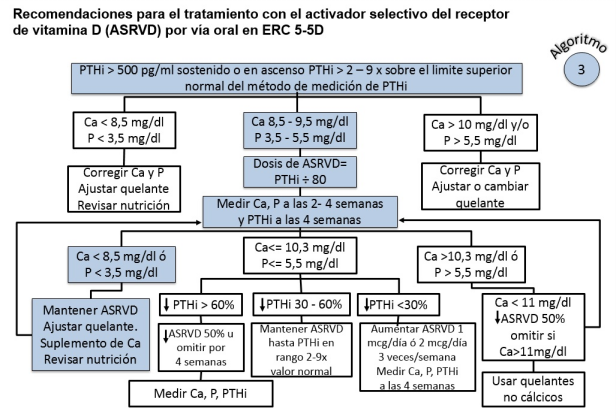 Recomendaciones para el tratamiento con el activador selectivo del receptor
de vitamina D (ASRVD) por vía oral en ERC 5-5D
Algoritmo
3
PTHi > 500 pg/ml sostenido o en ascenso PTHi > 2 – 9 x sobre el limite superior
normal del método de medición de PTHi
Ca < 8,5 mg/dl
P < 3,5 mg/dl
Ca 8,5 - 9,5 mg/dl
P 3,5 - 5,5 mg/dl
Ca > 10 mg/dl y/o
P > 5,5 mg/dl
Corregir Ca y P
Ajustar quelante
Revisar nutrición
Dosis de ASRVD=
PTHi ÷ 80
Corregir Ca y P
Ajustar o cambiar
quelante
Medir Ca, P a las 2- 4 semanas
y PTHi a las 4 semanas
Ca < 8,5 mg/dl ó
P < 3,5 mg/dl
Ca<= 10,3 mg/dl
P<= 5,5 mg/dl
Ca >10,3 mg/dl ó
P > 5,5 mg/dl
Mantener ASRVD
Ajustar quelante.
Suplemento de Ca
Revisar nutrición
↓ PTHi > 60%
↓PTHi 30 - 60%
↓PTHi <30%
↓ASRVD 50% u
omitir por
4 semanas
Mantener ASRVD
hasta PTHi en
rango 2-9x
valor normal
Aumentar ASRVD 1
mcg/día ó 2 mcg/día
3 veces/semana
Medir Ca, P, PTHi
a las 4 semanas
Ca < 11 mg/dl
↓ASRVD 50%
omitir si
Ca>11mg/dl
Medir Ca, P, PTHi
Usar quelantes
no cálcicos